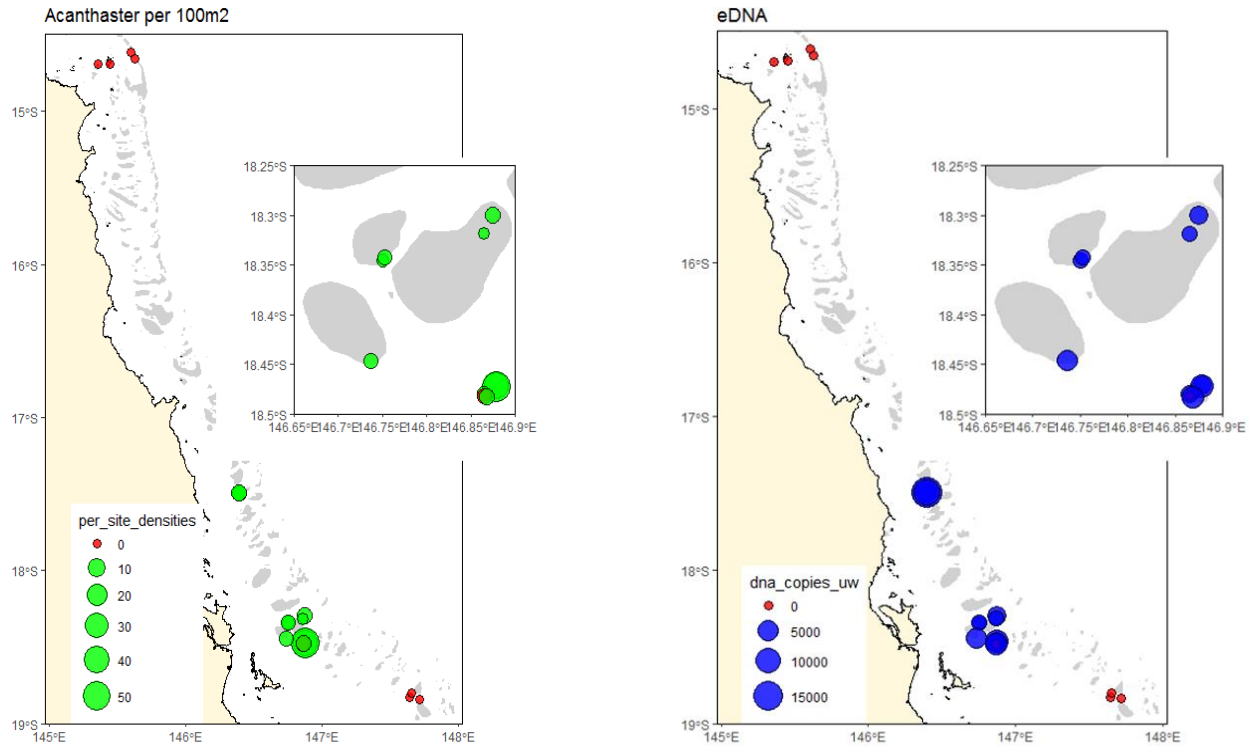 Acanthaster per 100m2
15°S
16°S
17°S
18°S
19°S
145°E
146°E
147°E
148°E
18.25°S
18.3°S
18.35°S
18.4°S
18.45°S
18.5°S
146.65°E146.7°E146.75°E146.8°E146.85°E146.9°E
per_site_densities
0
10
20
30
40
50
eDNA
15°S
16°S
17°S
18°S
19°S
145°E
146°E
147°E
148°E
18.25°S
18.3°S
18.35°S
18.4°S
18.45°S
18.5°S
146.65°E146.7°E146.75°E146.8°E146.85°E146.9°E
dna_copies_uw
0
5000
10000
15000